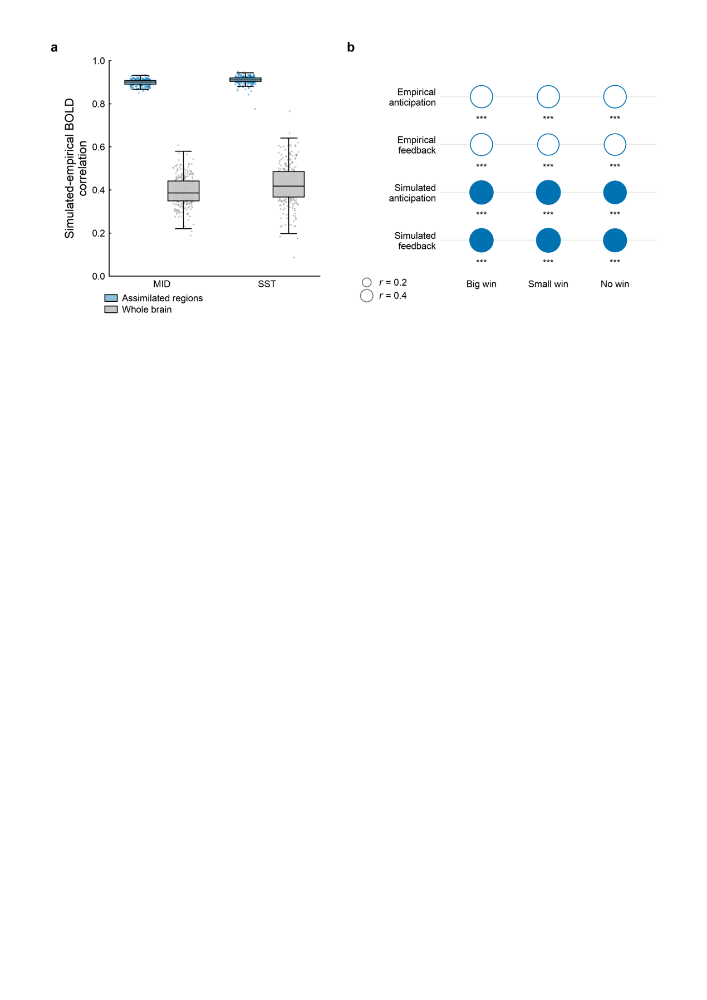 a
1.0
0.8
0.6
0.4
0.2
0.0
Simulated-empirical BOLD
correlation
MID
SST
Assimilated regions
Whole brain
b
Empirical
anticipation
***
***
***
Empirical
feedback
***
***
***
Simulated
anticipation
***
***
***
Simulated
feedback
***
***
***
r = 0.2
r = 0.4
Big win
Small win
No win